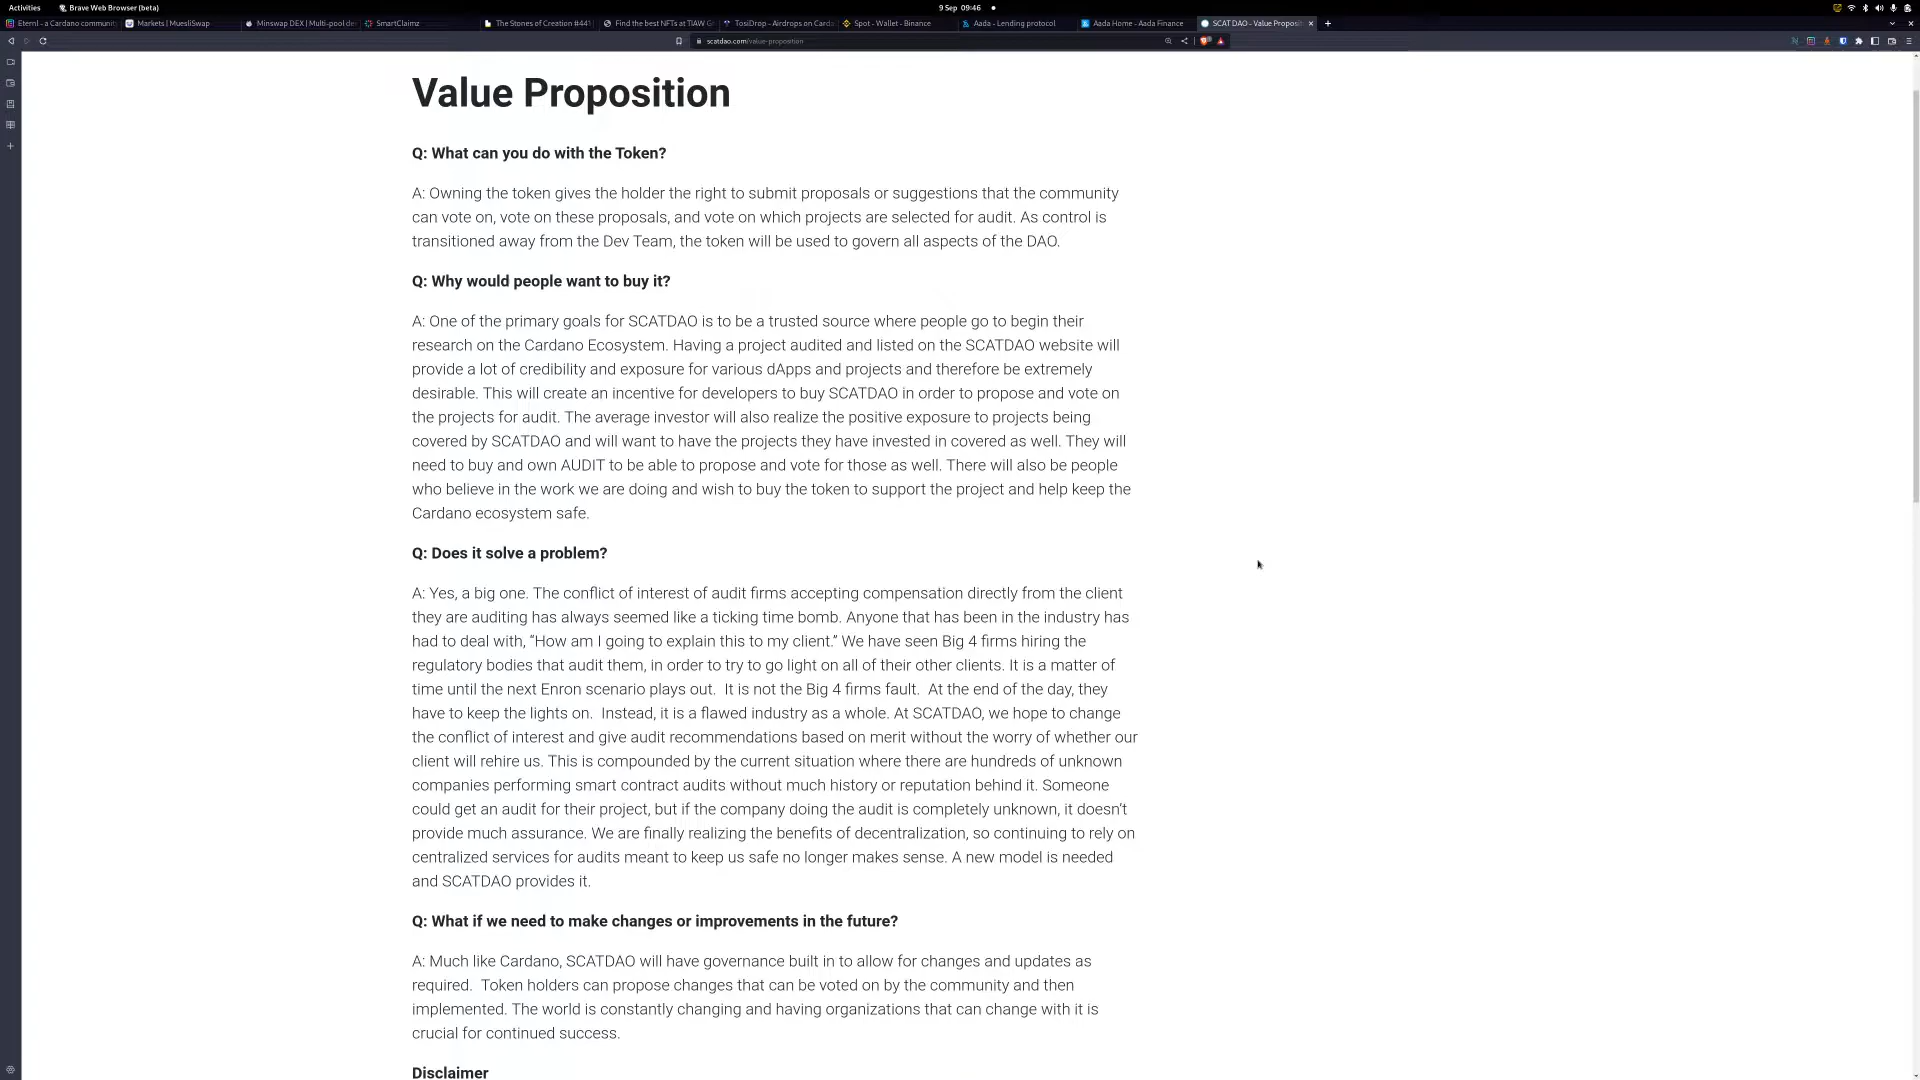 Activities Brave Web Browser (beta) 9 Sep 09:46
Eternl - a Cardano communit Markets | MuesliSwap Minswap DEX | Multi-pool de SmartClaimz The Stones of Creation #441 Find the best NFTs at TIAW G TosiDrop - Airdrops on Card Spot - Wallet - Binance Aada - Lending protocol Aada Home - Aada Finance SCAT DAO - Value Proposit
scatdao.com/value-proposition
Value Proposition
Q: What can you do with the Token?
A: Owning the token gives the holder the right to submit proposals or suggestions that the community
can vote on, vote on these proposals, and vote on which projects are selected for audit. As control is
transitioned away from the Dev Team, the token will be used to govern all aspects of the DAO.
Q: Why would people want to buy it?
A: One of the primary goals for SCATDAO is to be a trusted source where people go to begin their
research on the Cardano Ecosystem. Having a project audited and listed on the SCATDAO website will
provide a lot of credibility and exposure for various dApps and projects and therefore be extremely
desirable. This will create an incentive for developers to buy SCATDAO in order to propose and vote on
the projects for audit. The average investor will also realize the positive exposure to projects being
covered by SCATDAO and will want to have the projects they have invested in covered as well. They will
need to buy and own AUDIT to be able to propose and vote for those as well. There will also be people
who believe in the work we are doing and wish to buy the token to support the project and help keep the
Cardano ecosystem safe.
Q: Does it solve a problem?
A: Yes, a big one. The conflict of interest of audit firms accepting compensation directly from the client
they are auditing has always seemed like a ticking time bomb. Anyone that has been in the industry has
had to deal with, “How am I going to explain this to my client.” We have seen Big 4 firms hiring the
regulatory bodies that audit them, in order to try to go light on all of their other clients. It is a matter of
time until the next Enron scenario plays out.  It is not the Big 4 firms fault.  At the end of the day, they
have to keep the lights on.  Instead, it is a flawed industry as a whole. At SCATDAO, we hope to change
the conflict of interest and give audit recommendations based on merit without the worry of whether our
client will rehire us. This is compounded by the current situation where there are hundreds of unknown
companies performing smart contract audits without much history or reputation behind it. Someone
could get an audit for their project, but if the company doing the audit is completely unknown, it doesn’t
provide much assurance. We are finally realizing the benefits of decentralization, so continuing to rely on
centralized services for audits meant to keep us safe no longer makes sense. A new model is needed
and SCATDAO provides it.
Q: What if we need to make changes or improvements in the future?
A: Much like Cardano, SCATDAO will have governance built in to allow for changes and updates as
required.  Token holders can propose changes that can be voted on by the community and then
implemented. The world is constantly changing and having organizations that can change with it is
crucial for continued success.
Disclaimer